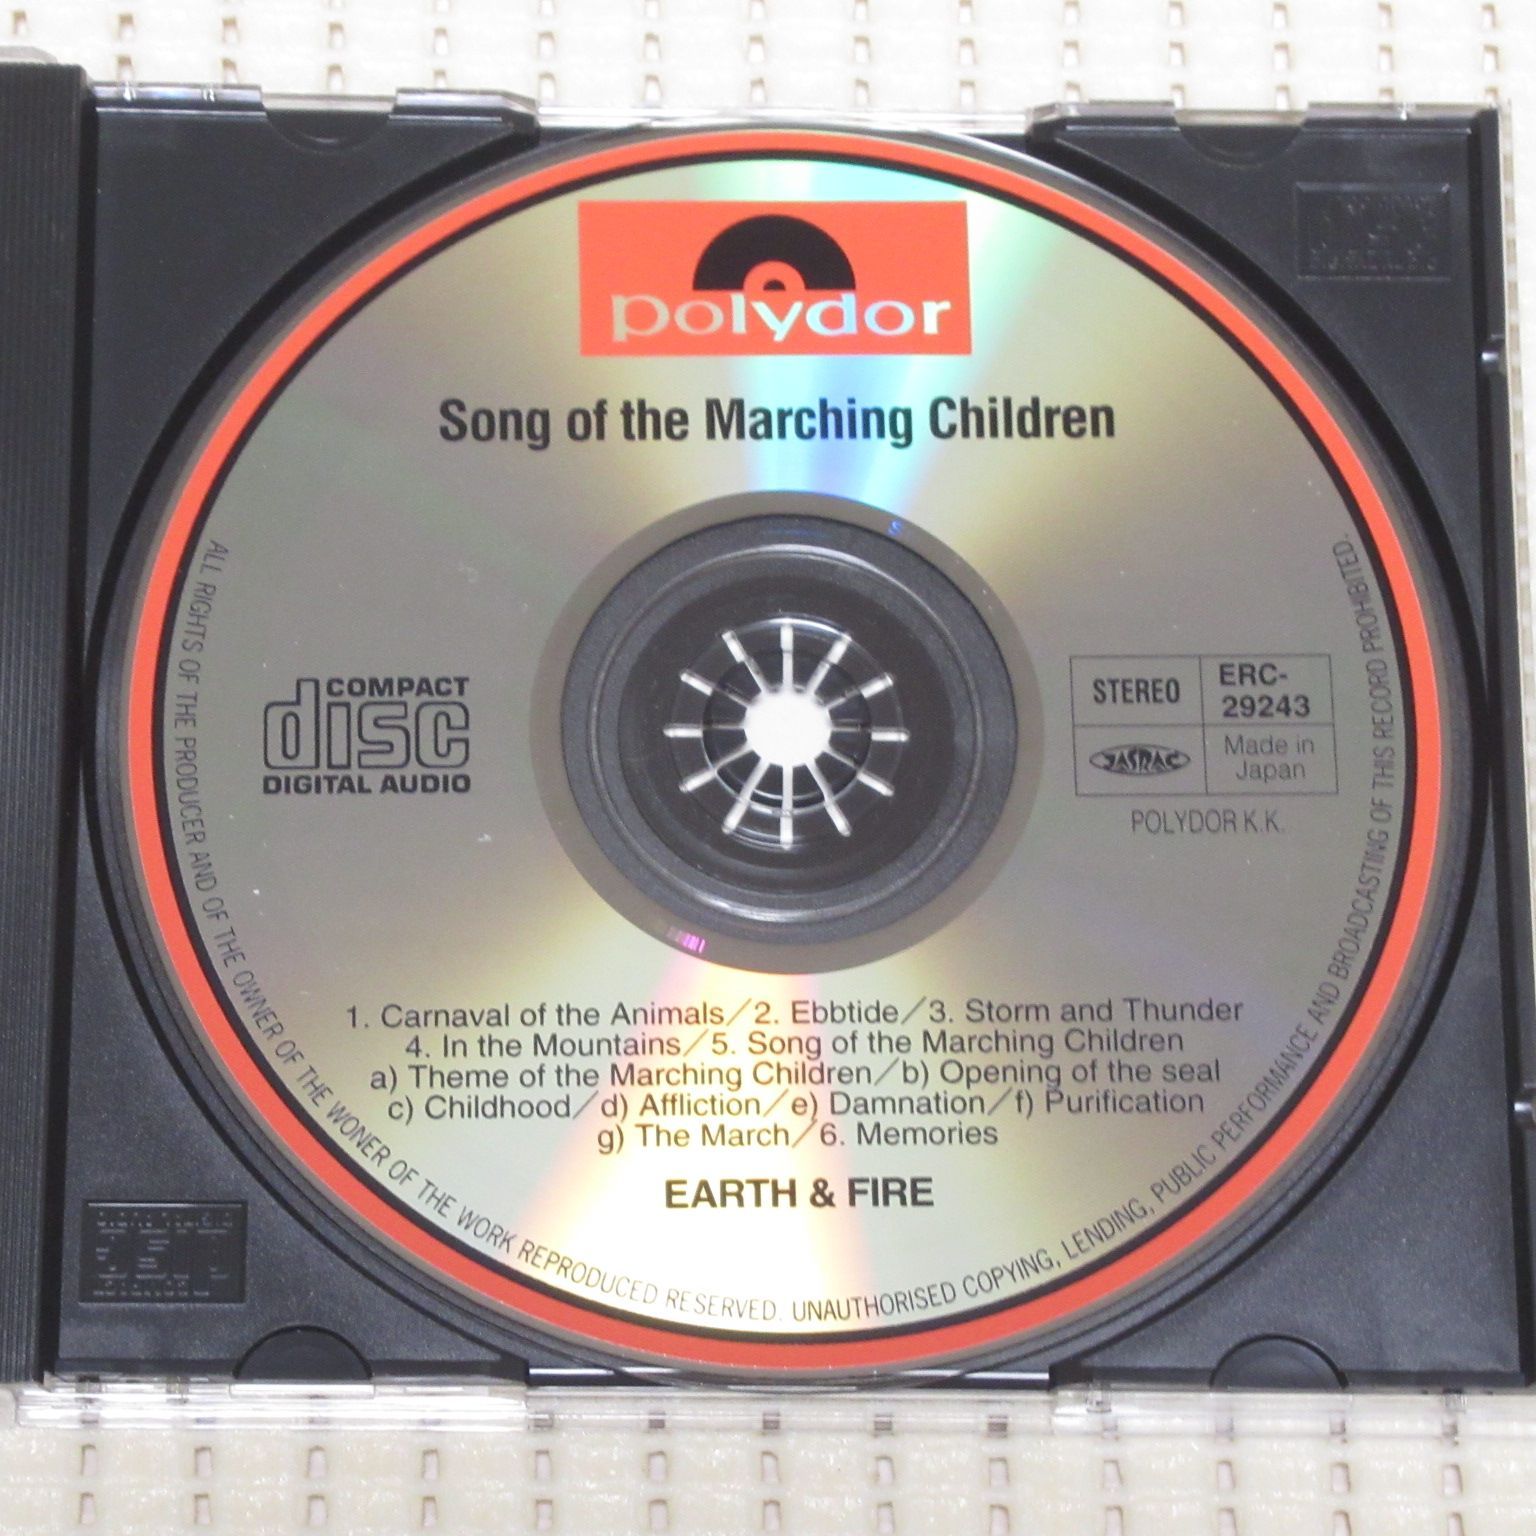 polydor
Song of the Marching Children
COMPACT
disc
DIGITAL AUDIO
STEREO
ERC-
29243
JASRAC
Made in
Japan
POLYDOR K.K.
1. Carnaval of the Animals/2. Ebbtide/3. Storm and Thunder
4. In the Mountains/5. Song of the Marching Children
a) Theme of the Marching Children/b) Opening of the seal
c) Childhood/d) Affliction/e) Damnation/f) Purification
g) The March/6. Memories
EARTH & FIRE
ALL RIGHTS OF THE PRODUCER AND OF THE OWNER OF THE WONER OF THE WORK REPRODUCED RESERVED. UNAUTHORISED COPYING, LENDING, PUBLIC PERFORMANCE AND BROADCASTING OF THIS RECORD PROHIBITED.